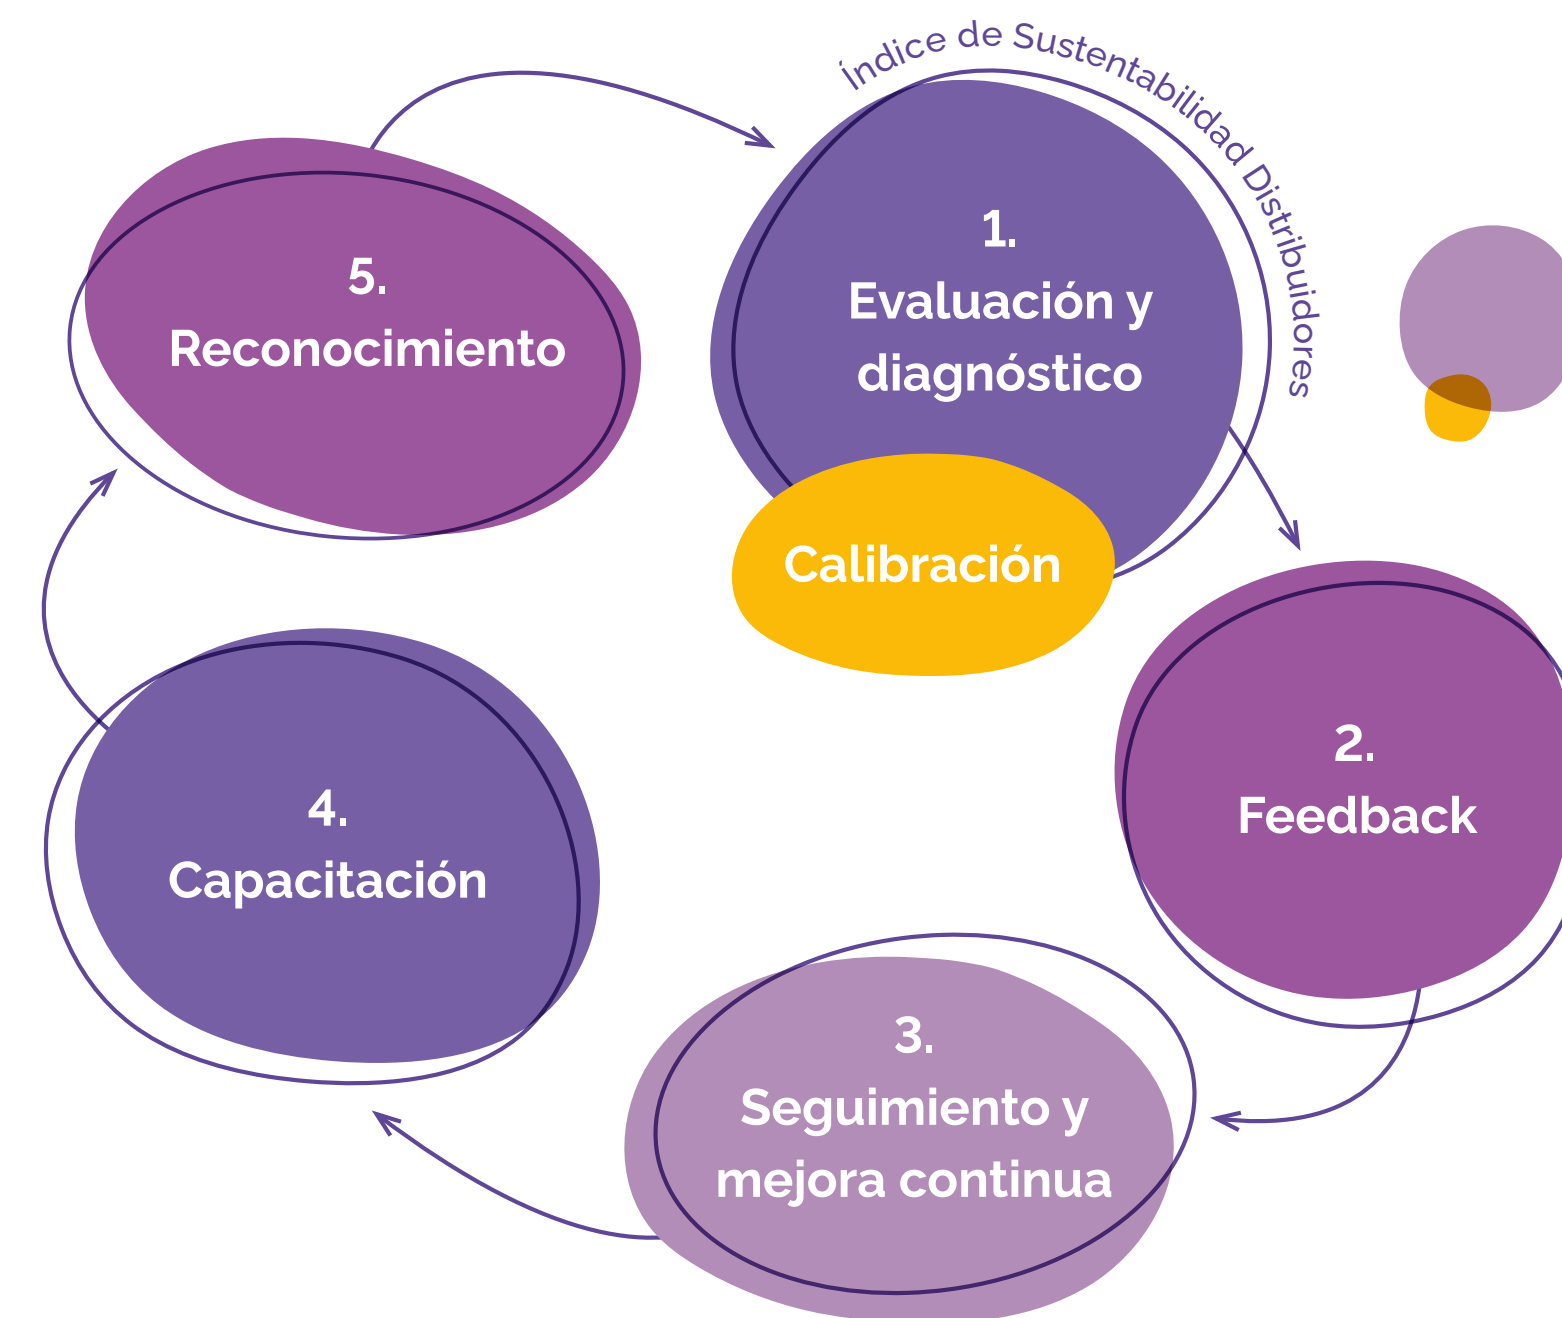 Índice de Sustentabilidad Distribuidores
1.
Evaluación y
diagnóstico
Calibración
2.
Feedback
3.
Seguimiento y
mejora continua
4.
Capacitación
5.
Reconocimiento